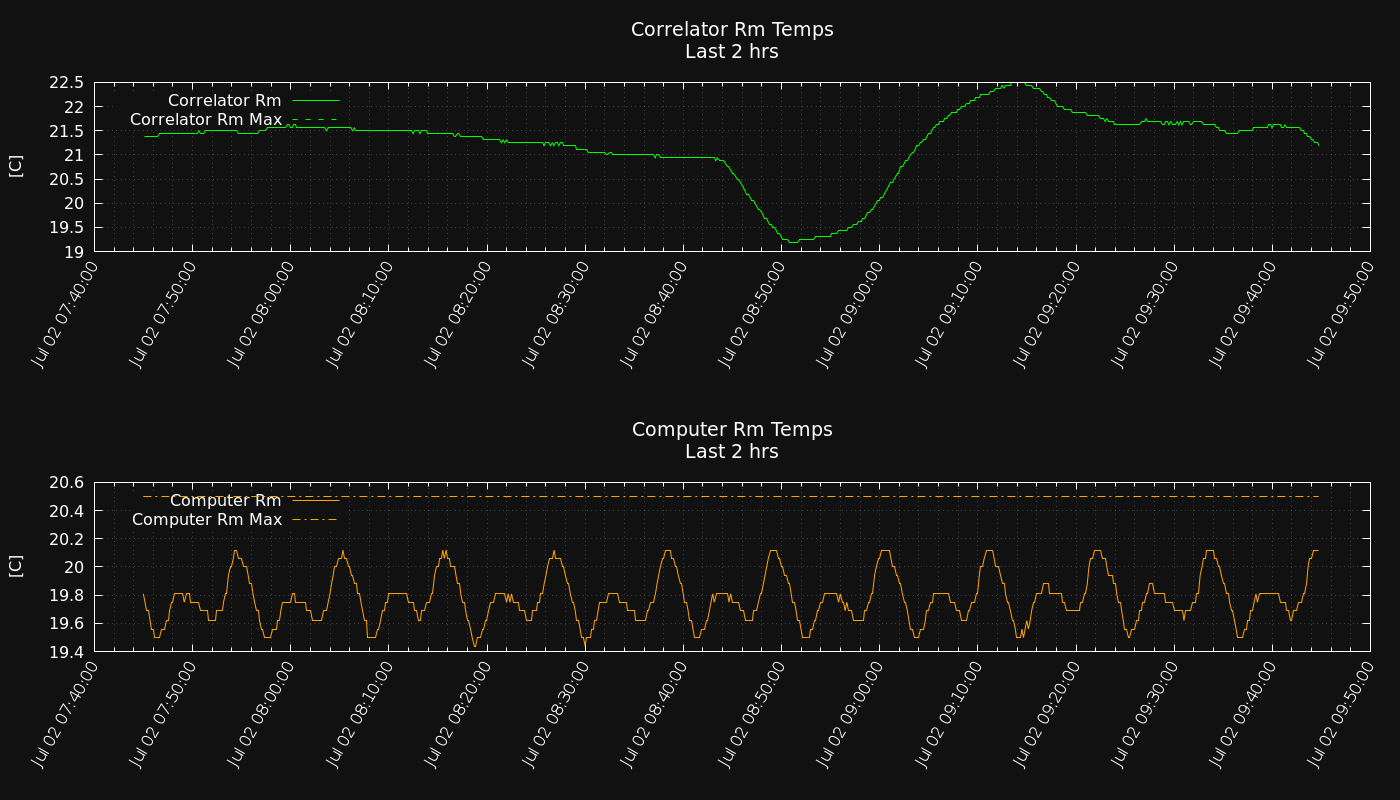 Correlator Rm Temps
Last 2 hrs
[C]
22.5
22
21.5
21
20.5
20
19.5
19
Correlator Rm
Correlator Rm Max
Jul 02 07:40:00
Jul 02 07:50:00
Jul 02 08:00:00
Jul 02 08:10:00
Jul 02 08:20:00
Jul 02 08:30:00
Jul 02 08:40:00
Jul 02 08:50:00
Jul 02 09:00:00
Jul 02 09:10:00
Jul 02 09:20:00
Jul 02 09:30:00
Jul 02 09:40:00
Jul 02 09:50:00
Computer Rm Temps
Last 2 hrs
[C]
20.6
20.4
20.2
20
19.8
19.6
19.4
Computer Rm
Computer Rm Max
Jul 02 07:40:00
Jul 02 07:50:00
Jul 02 08:00:00
Jul 02 08:10:00
Jul 02 08:20:00
Jul 02 08:30:00
Jul 02 08:40:00
Jul 02 08:50:00
Jul 02 09:00:00
Jul 02 09:10:00
Jul 02 09:20:00
Jul 02 09:30:00
Jul 02 09:40:00
Jul 02 09:50:00